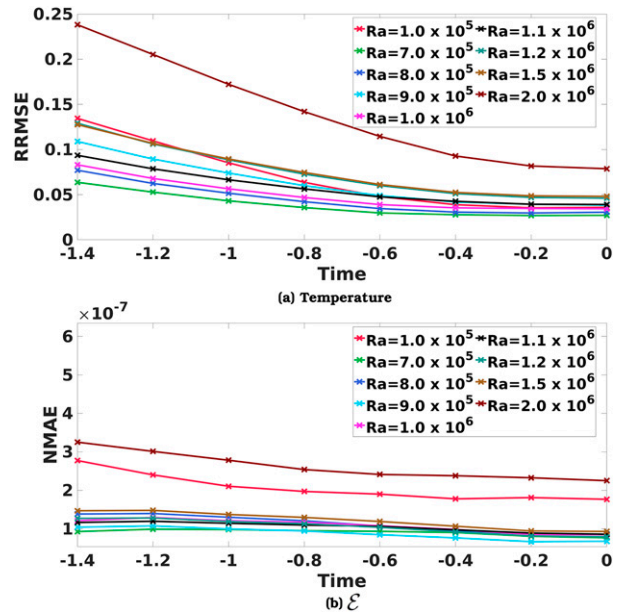 0.25
0.2
0.15
0.1
0.05
0
RRMSE
Ra=1.0 x 10^5
Ra=7.0 x 10^5
Ra=8.0 x 10^5
Ra=9.0 x 10^5
Ra=1.0 x 10^6
Ra=1.1 x 10^6
Ra=1.2 x 10^6
Ra=1.5 x 10^6
Ra=2.0 x 10^6
-1.4 -1.2 -1 -0.8 -0.6 -0.4 -0.2 0
Time
(a) Temperature
×10^-7
6
5
4
3
2
1
NMAE
Ra=1.0 x 10^5
Ra=7.0 x 10^5
Ra=8.0 x 10^5
Ra=9.0 x 10^5
Ra=1.0 x 10^6
Ra=1.1 x 10^6
Ra=1.2 x 10^6
Ra=1.5 x 10^6
Ra=2.0 x 10^6
-1.4 -1.2 -1 -0.8 -0.6 -0.4 -0.2 0
Time
(b) ℰ